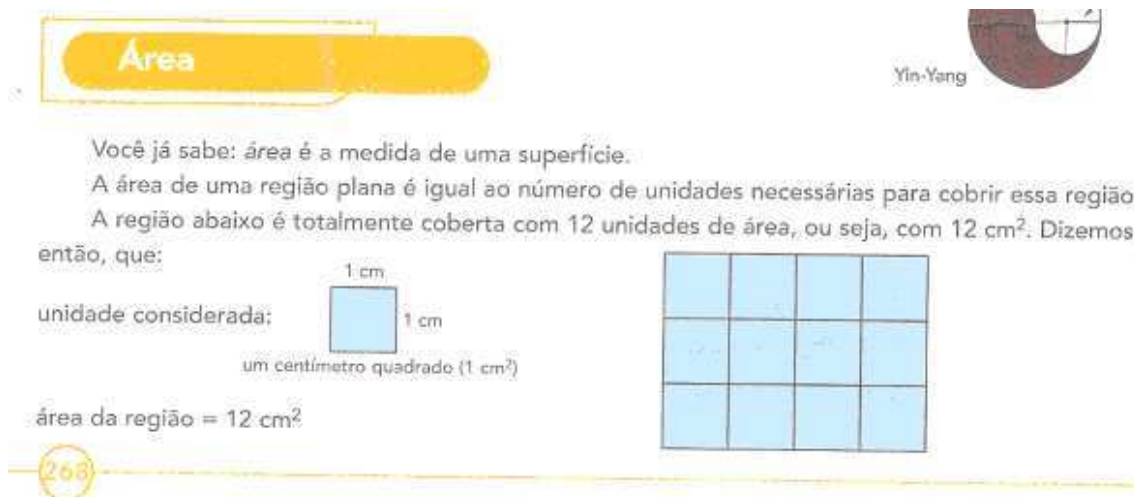 Área
Yin-Yang
Você já sabe: área é a medida de uma superfície.
A área de uma região plana é igual ao número de unidades necessárias para cobrir essa região
A região abaixo é totalmente coberta com 12 unidades de área, ou seja, com 12 cm². Dizemos
então, que:
1 cm
unidade considerada:
1 cm
um centímetro quadrado (1 cm²)
área da região = 12 cm²
268